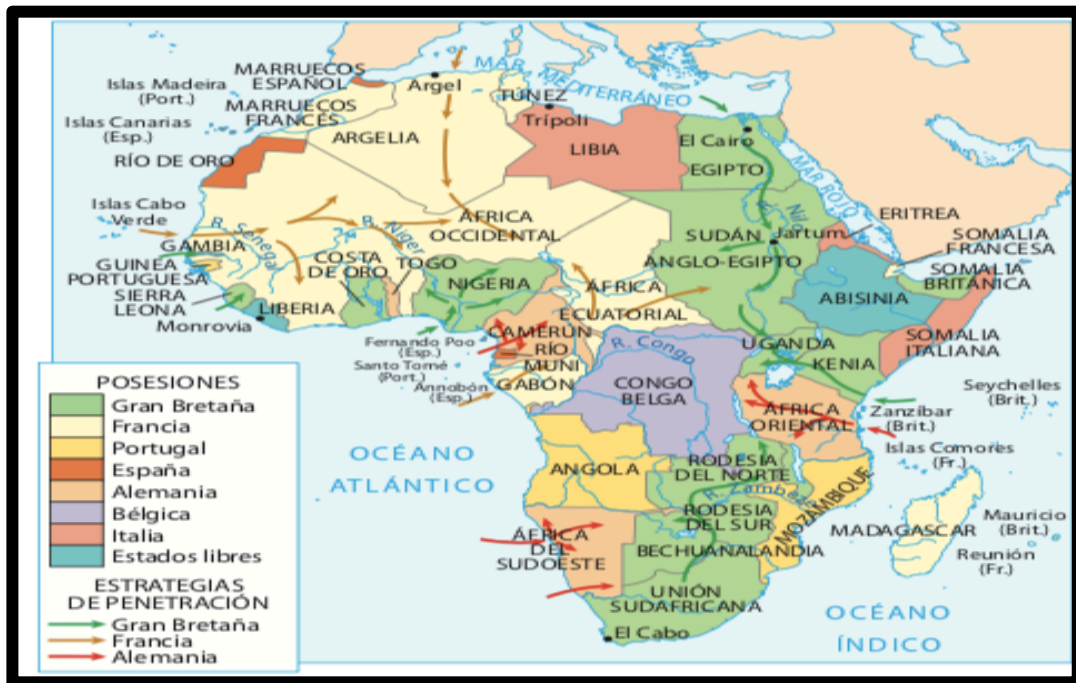 MARRUECOS
ESPAÑOL
Islas Madeira
(Port.)
MARRUECOS
FRANCÉS
Islas Canarias
(Esp.)
RÍO DE ORO
Argel
MAR MEDITERRÁNEO
TÚNEZ
Trípoli
ARGELIA
LIBIA
El Cairo
EGIPTO
MAR ROJO
Nilo
Islas Cabo
Verde
R. Senegal
R. Niger
ÁFRICA
OCCIDENTAL
SUDÁN
ANGLO-EGIPTO
Jartum
ERITREA
SOMALIA
FRANCESA
SOMALIA
BRITÁNICA
GAMBIA
GUINEA
PORTUGUESA
SIERRA
LEONA
LIBERIA
Monrovia
COSTA
DE ORO
TOGO
NIGERIA
ÁFRICA
ECUATORIAL
ABISINIA
SOMALIA
ITALIANA
CAMERÚN
Fernando Poo
(Esp.)
Santo Tomé
(Port.)
Annobón
(Esp.)
RÍO
MUNI
GABÓN
R. Congo
CONGO
BELGA
UGANDA
KENIA
ÁFRICA
ORIENTAL
Seychelles
(Brit.)
Zanzíbar
(Brit.)
Islas Comores
(Fr.)
OCÉANO
ATLÁNTICO
ANGOLA
RODESIA
DEL NORTE
R. Zambeze
RODESIA
DEL SUR
MOZAMBIQUE
MADAGASCAR
Mauricio
(Brit.)
Reunión
(Fr.)
ÁFRICA
DEL
SUDOESTE
BECHUANALANDIA
UNIÓN
SUDAFRICANA
El Cabo
OCÉANO
ÍNDICO
POSESIONES
Gran Bretaña
Francia
Portugal
España
Alemania
Bélgica
Italia
Estados libres
ESTRATEGIAS
DE PENETRACIÓN
Gran Bretaña
Francia
Alemania